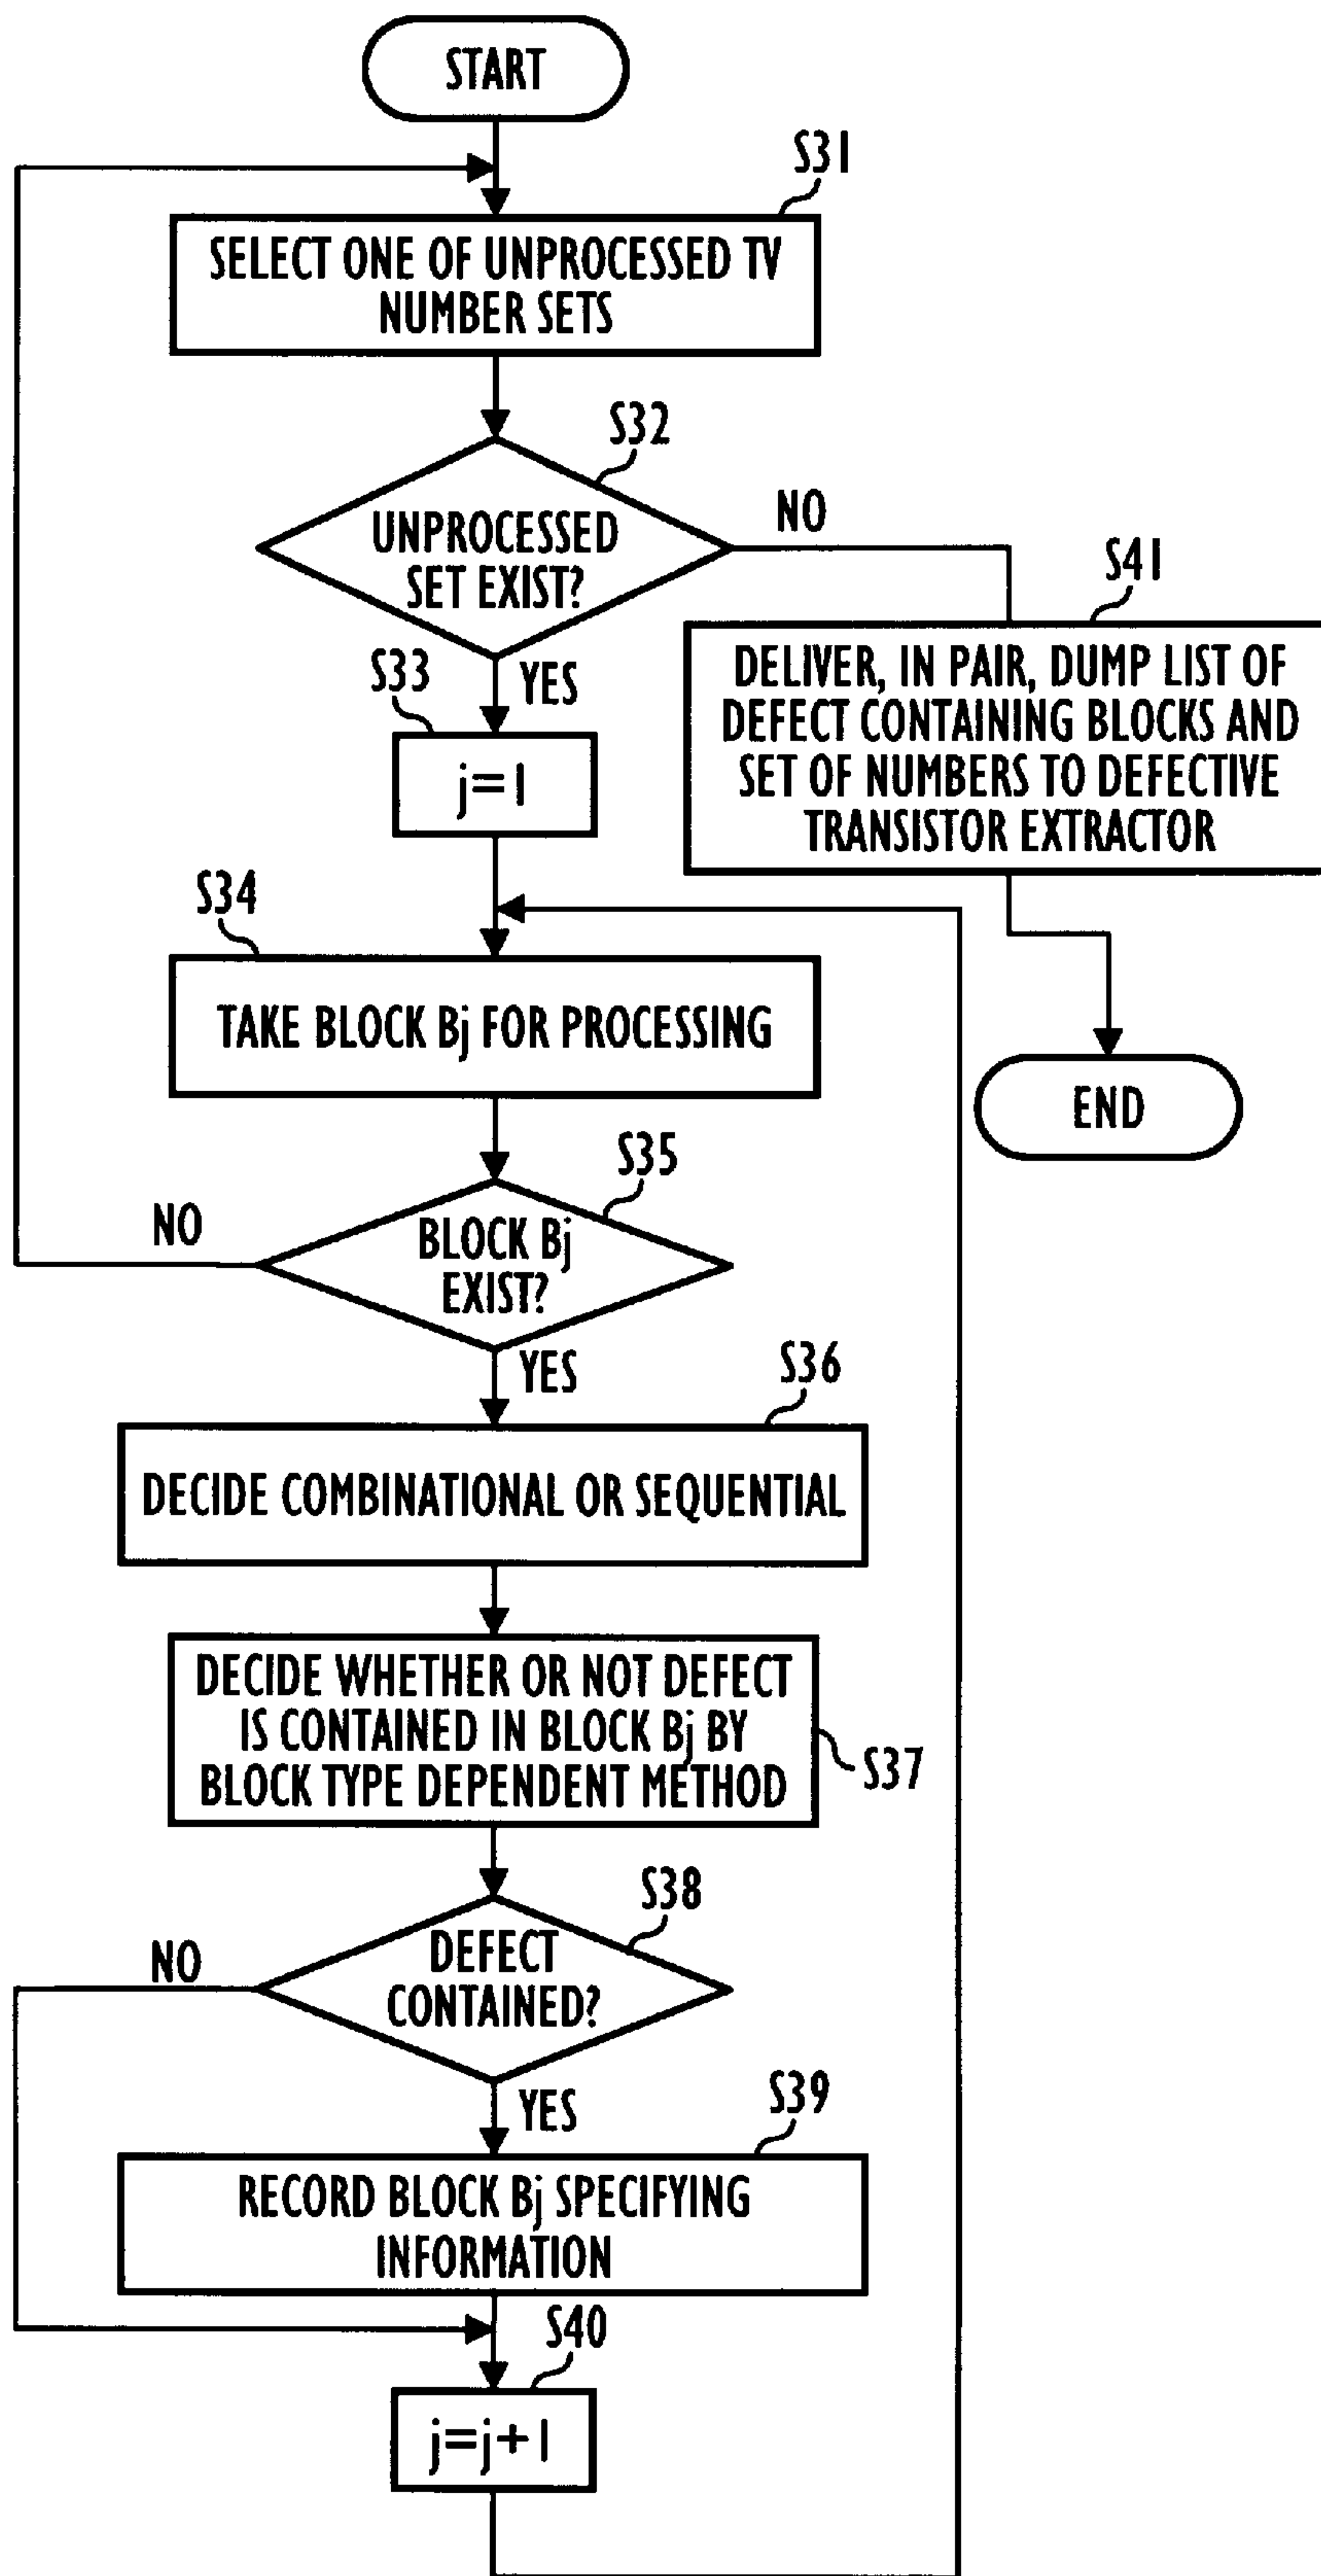 START
S31
SELECT ONE OF UNPROCESSED TV
NUMBER SETS
S32
UNPROCESSED
SET EXIST?
NO
YES
S41
DELIVER, IN PAIR, DUMP LIST OF
DEFECT CONTAINING BLOCKS AND
SET OF NUMBERS TO DEFECTIVE
TRANSISTOR EXTRACTOR
END
S33
j=1
S34
TAKE BLOCK Bj FOR PROCESSING
S35
BLOCK Bj
EXIST?
NO
YES
S36
DECIDE COMBINATIONAL OR SEQUENTIAL
DECIDE WHETHER OR NOT DEFECT
IS CONTAINED IN BLOCK Bj BY
BLOCK TYPE DEPENDENT METHOD
S37
S38
DEFECT
CONTAINED?
NO
YES
S39
RECORD BLOCK Bj SPECIFYING
INFORMATION
S40
j=j+1